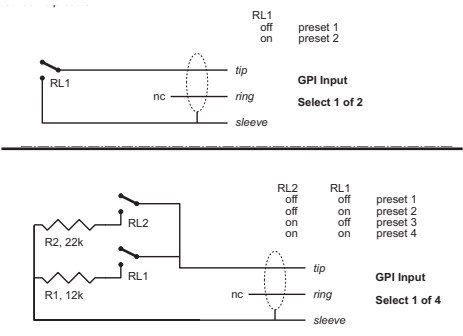 RL1
off preset 1
on preset 2
RL1
tip
nc
ring
sleeve
GPI Input
Select 1 of 2
RL2 RL1
off off preset 1
off on preset 2
on off preset 3
on on preset 4
RL2
R2, 22k
RL1
R1, 12k
tip
nc
ring
sleeve
GPI Input
Select 1 of 4